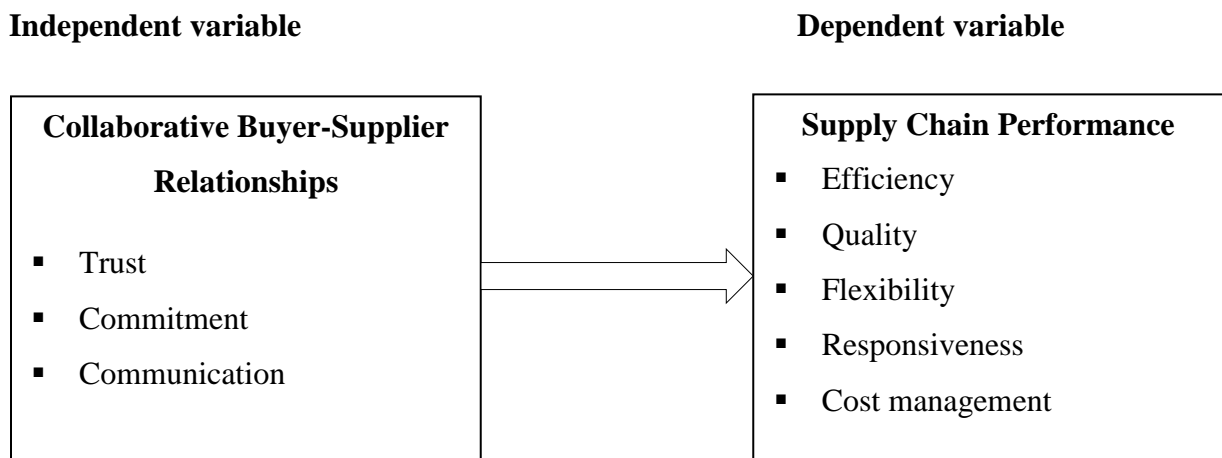 Independent variable
Dependent variable
Collaborative Buyer-Supplier
Relationships
▪ Trust
▪ Commitment
▪ Communication
Supply Chain Performance
▪ Efficiency
▪ Quality
▪ Flexibility
▪ Responsiveness
▪ Cost management